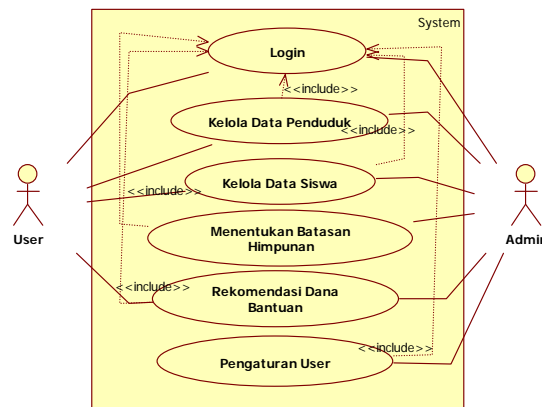 System
Login
<<include>>
Kelola Data Penduduk
<<include>>
Kelola Data Siswa
<<include>>
User
Admin
Menentukan Batasan
Himpunan
<<include>>
Rekomendasi Dana
Bantuan
<<include>>
Pengaturan User